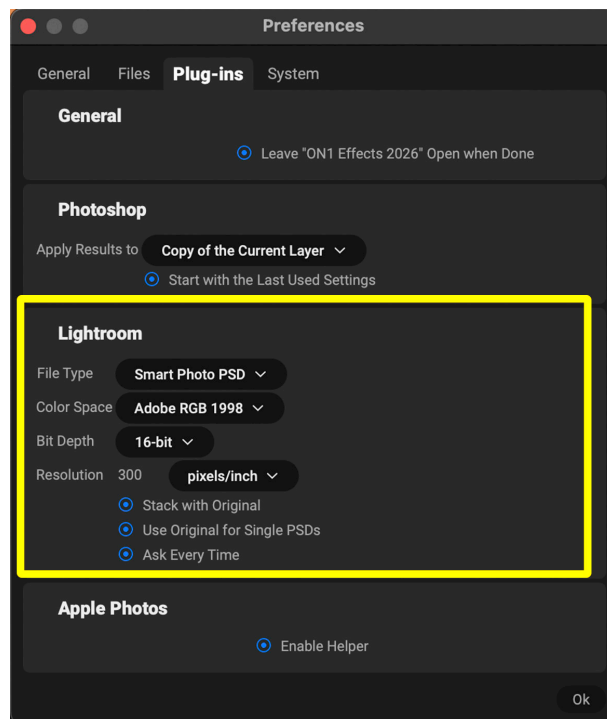 Preferences
General Files Plug-ins System
General
Leave "ON1 Effects 2026" Open when Done
Photoshop
Apply Results to Copy of the Current Layer
Start with the Last Used Settings
Lightroom
File Type Smart Photo PSD
Color Space Adobe RGB 1998
Bit Depth 16-bit
Resolution 300 pixels/inch
Stack with Original
Use Original for Single PSDs
Ask Every Time
Apple Photos
Enable Helper
Ok